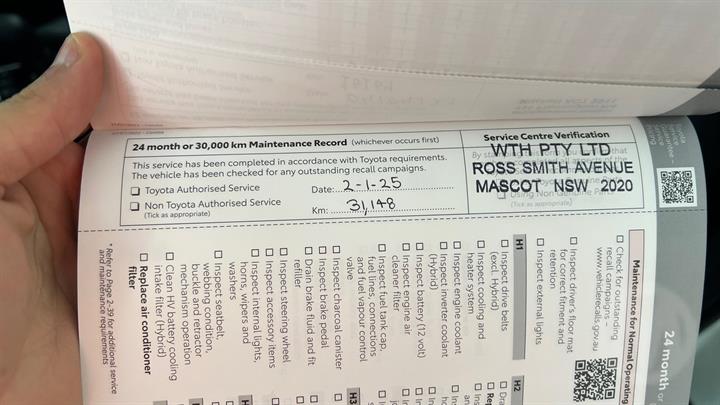 24 month or 30,000 km Maintenance Record (whichever occurs first)
This service has been completed in accordance with Toyota requirements.
The vehicle has been checked for any outstanding recall campaigns.
Toyota Authorised Service
Non Toyota Authorised Service
(Tick as appropriate)
Date: 2-1-25
Km: 31,148
Service Centre Verification
WTH PTY LTD
ROSS SMITH AVENUE
MASCOT NSW 2020
(Tick as appropriate)
24 month or
Maintenance for Normal Operating
Check for outstanding
recall campaigns –
www.vehiclerecalls.gov.au
Inspect driver's floor mat
for correct fitment and
retention
Inspect external lights
H1
Inspect drive belts
(excl. Hybrid)
Inspect cooling and
heater system
Inspect engine coolant
Inspect inverter coolant
(Hybrid)
Inspect battery (12 volt)
Inspect engine air
cleaner filter
Inspect fuel tank cap,
fuel lines, connections
and fuel vapour control
valve
Inspect charcoal canister
Inspect brake pedal
Drain brake fluid and fit
refiller
Inspect steering wheel
Inspect accessory items
Inspect internal lights,
horns, wipers and
washers
Inspect seatbelt,
webbing condition,
buckle and retractor
mechanism operation
Clean HV battery cooling
intake filter (Hybrid)
Replace air conditioner
filter
* Refer to Page 2-39 for additional service
and maintenance requirements
H2
H3